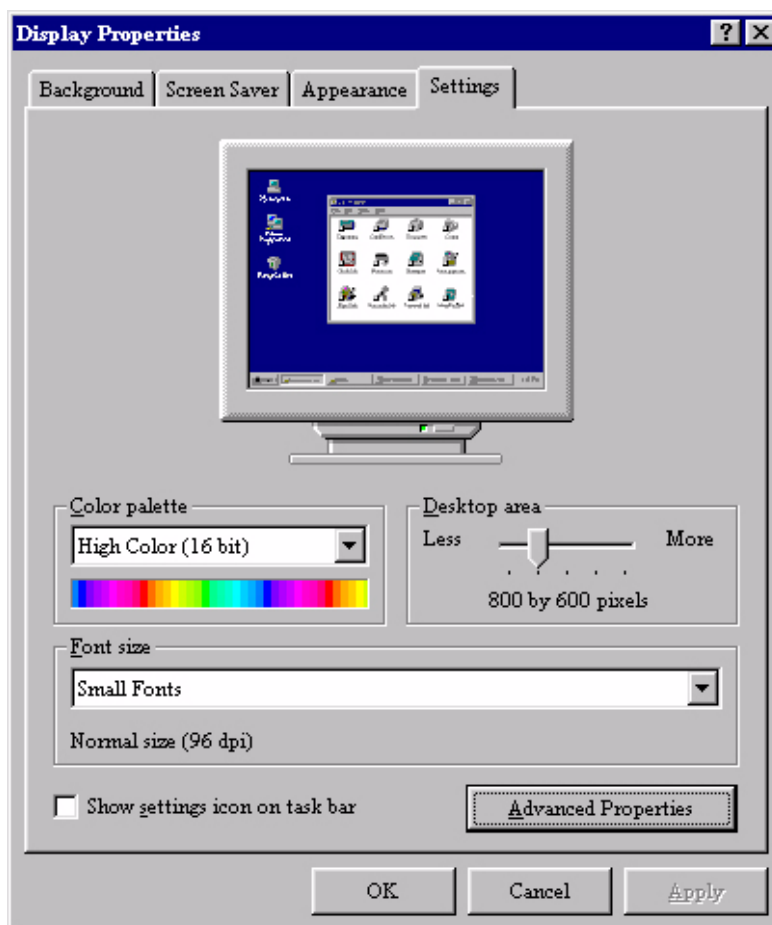 Display Properties
Background Screen Saver Appearance Settings
Color palette
High Color (16 bit)
Desktop area
Less More
800 by 600 pixels
Font size
Small Fonts
Normal size (96 dpi)
Show settings icon on task bar
Advanced Properties
OK Cancel Apply